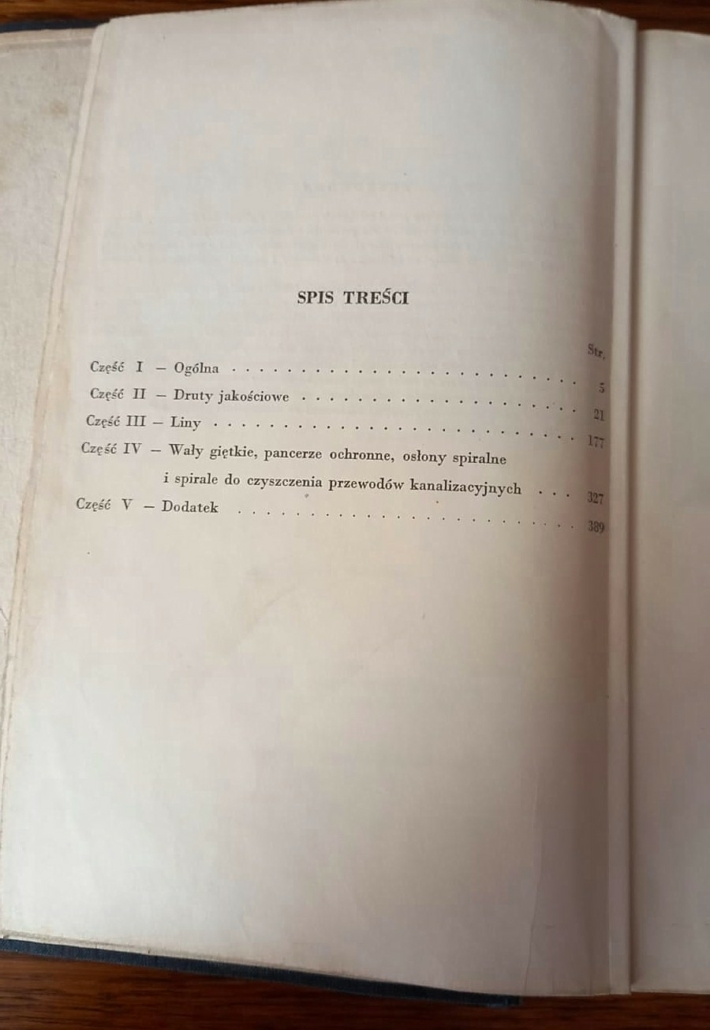 SPIS TREŚCI
Str.
Część I — Ogólna . . . . . . . . . . . . . . . . . . . . . . . . . . 5
Część II — Druty jakościowe . . . . . . . . . . . . . . . . . . . . 21
Część III — Liny . . . . . . . . . . . . . . . . . . . . . . . . . . . 177
Część IV — Wały giętkie, pancerze ochronne, osłony spiralne
i spirale do czyszczenia przewodów kanalizacyjnych . . . 327
Część V — Dodatek . . . . . . . . . . . . . . . . . . . . . . . . 389